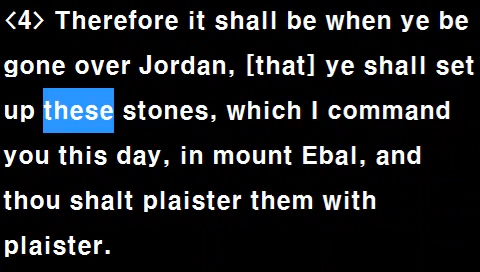 <4> Therefore it shall be when ye be
gone over Jordan, [that] ye shall set
up these stones, which I command
you this day, in mount Ebal, and
thou shalt plaister them with
plaister.